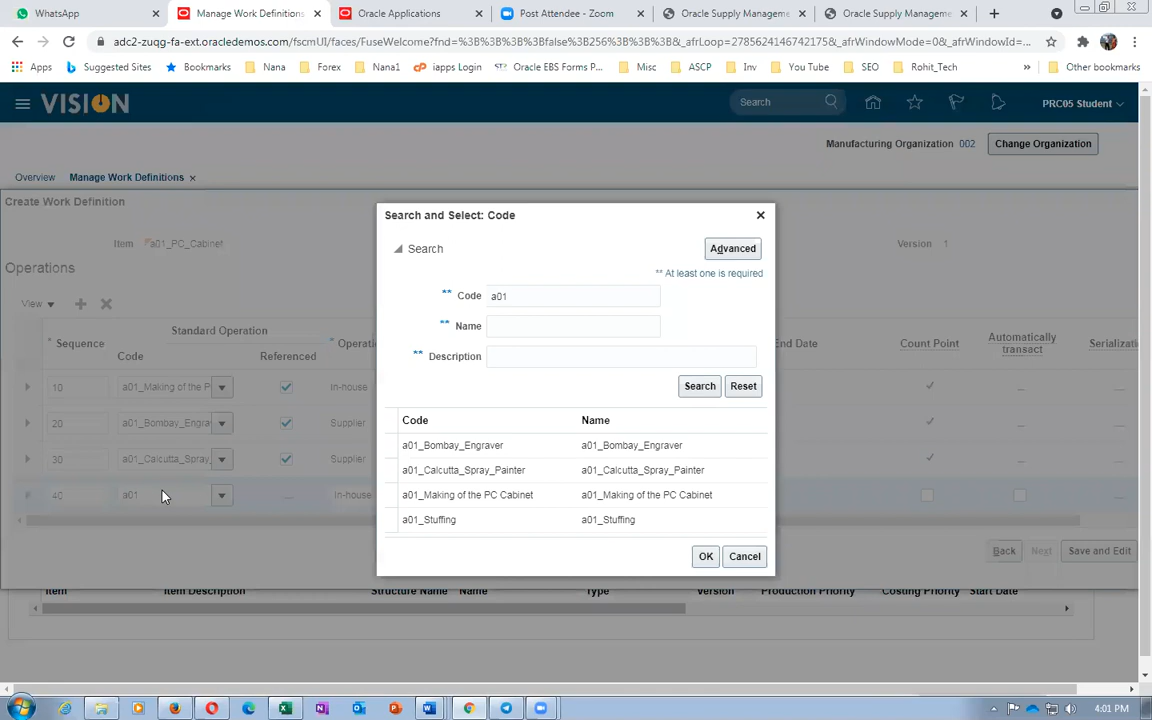 WhatsApp
Manage Work Definitions
Oracle Applications
Post Attendee - Zoom
Oracle Supply Manageme
Oracle Supply Manageme
adc2-zuqg-fa-ext.oracledemos.com/fscmUI/faces/FuseWelcome?fnd=%3B%3B%3B%3Bfalse%3B256%3B%3B%3B&_afrLoop=27856241467421​75&_afrWindowMode=0&_afrWindowId=...
Apps
Suggested Sites
Bookmarks
Nana
Forex
Nana1
iapps Login
Oracle EBS Forms P...
Misc
ASCP
Inv
You Tube
SEO
Rohit_Tech
»
Other bookmarks
VISION
Search
PRC05 Student
Manufacturing Organization 002
Change Organization
Overview
Manage Work Definitions ×
Create Work Definition
Item a01_PC_Cabinet
Version 1
Operations
View
Standard Operation
* Sequence
Code
Referenced
* Operatio
End Date
Count Point
Automatically
transact
Serializatio
10 a01_Making of the P In-house
20 a01_Bombay_Engra Supplier
30 a01_Calcutta_Spray_ Supplier
40 a01 In-house
Back
Next
Save and Edit
Item
Item Description
Structure Name
Name
Type
Version
Production Priority
Costing Priority
Start Date
Search and Select: Code
Search
Advanced
** At least one is required
** Code a01
** Name
** Description
Search
Reset
Code Name
a01_Bombay_Engraver a01_Bombay_Engraver
a01_Calcutta_Spray_Painter a01_Calcutta_Spray_Painter
a01_Making of the PC Cabinet a01_Making of the PC Cabinet
a01_Stuffing a01_Stuffing
OK
Cancel
4:01 PM